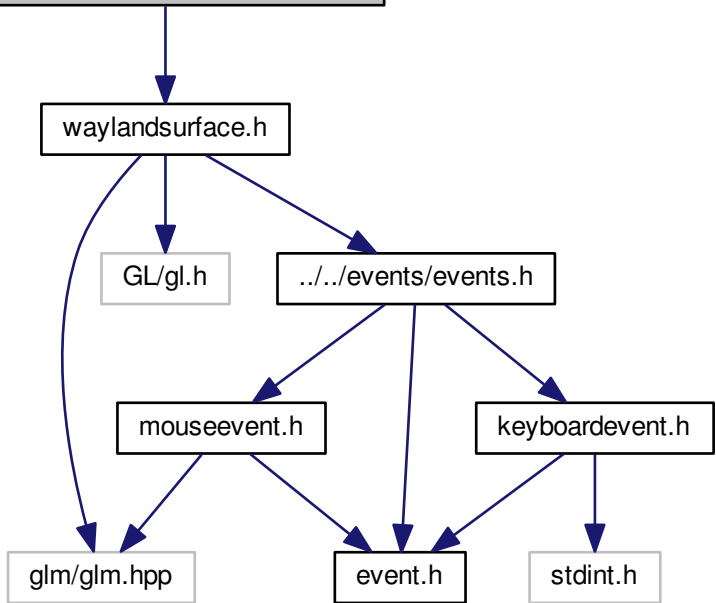 waylandsurface.h
GL/gl.h
../../events/events.h
mouseevent.h
keyboardevent.h
glm/glm.hpp
event.h
stdint.h